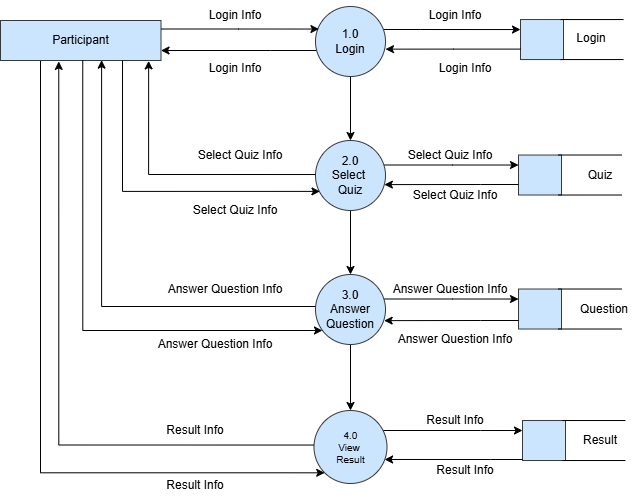 Login Info
Login Info
Participant
1.0
Login
Login
Login Info
Login Info
Select Quiz Info
Select Quiz Info
2.0
Select
Quiz
Quiz
Select Quiz Info
Select Quiz Info
Answer Question Info
Answer Question Info
3.0
Answer
Question
Question
Answer Question Info
Answer Question Info
Result Info
Result Info
4.0
View
Result
Result
Result Info
Result Info